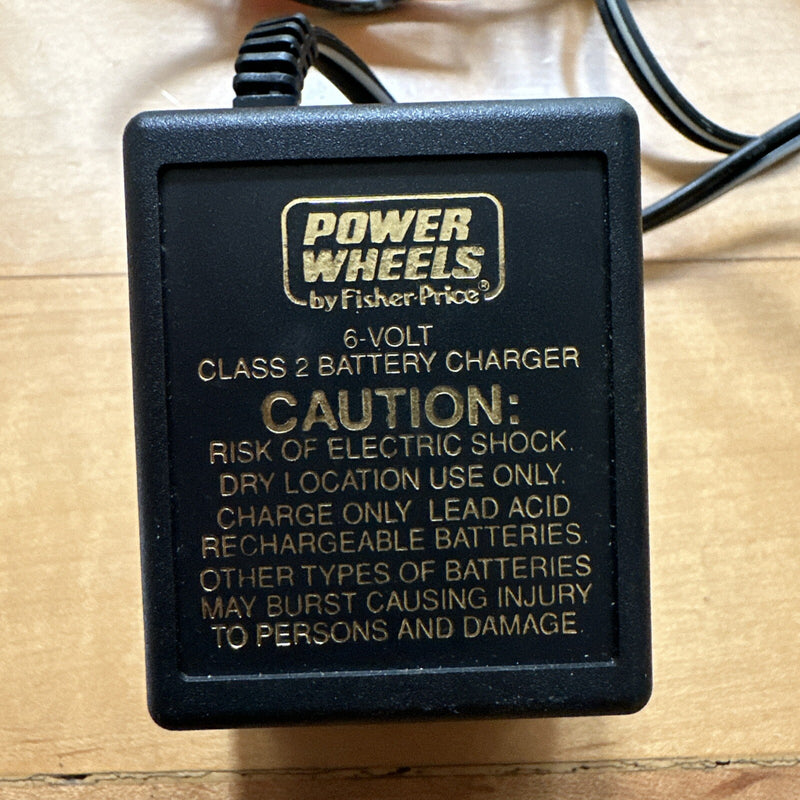 POWER
WHEELS
by Fisher-Price®
6-VOLT
CLASS 2 BATTERY CHARGER
CAUTION:
RISK OF ELECTRIC SHOCK.
DRY LOCATION USE ONLY.
CHARGE ONLY LEAD ACID
RECHARGEABLE BATTERIES.
OTHER TYPES OF BATTERIES
MAY BURST CAUSING INJURY
TO PERSONS AND DAMAGE.